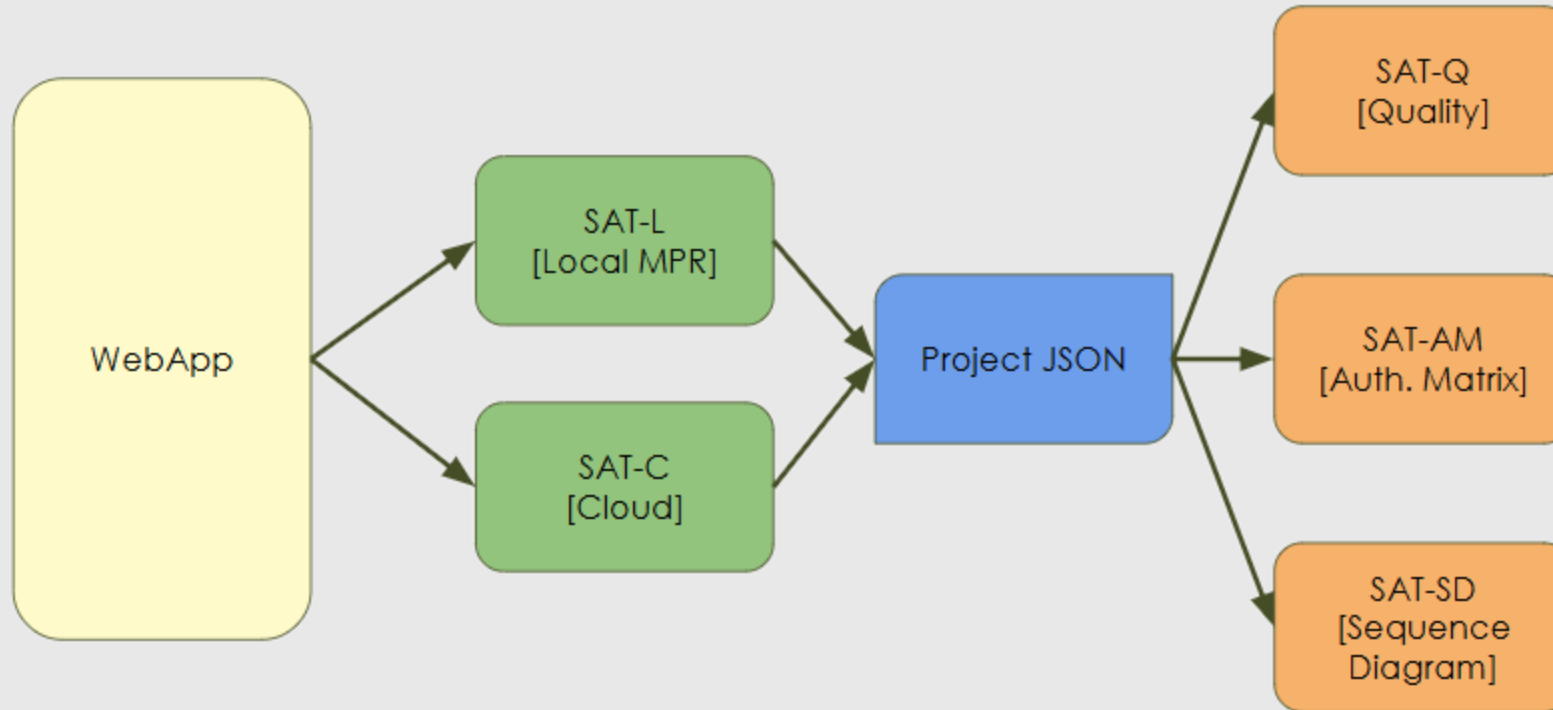 WebApp
SAT-L
[Local MPR]
SAT-C
[Cloud]
Project JSON
SAT-Q
[Quality]
SAT-AM
[Auth. Matrix]
SAT-SD
[Sequence
Diagram]